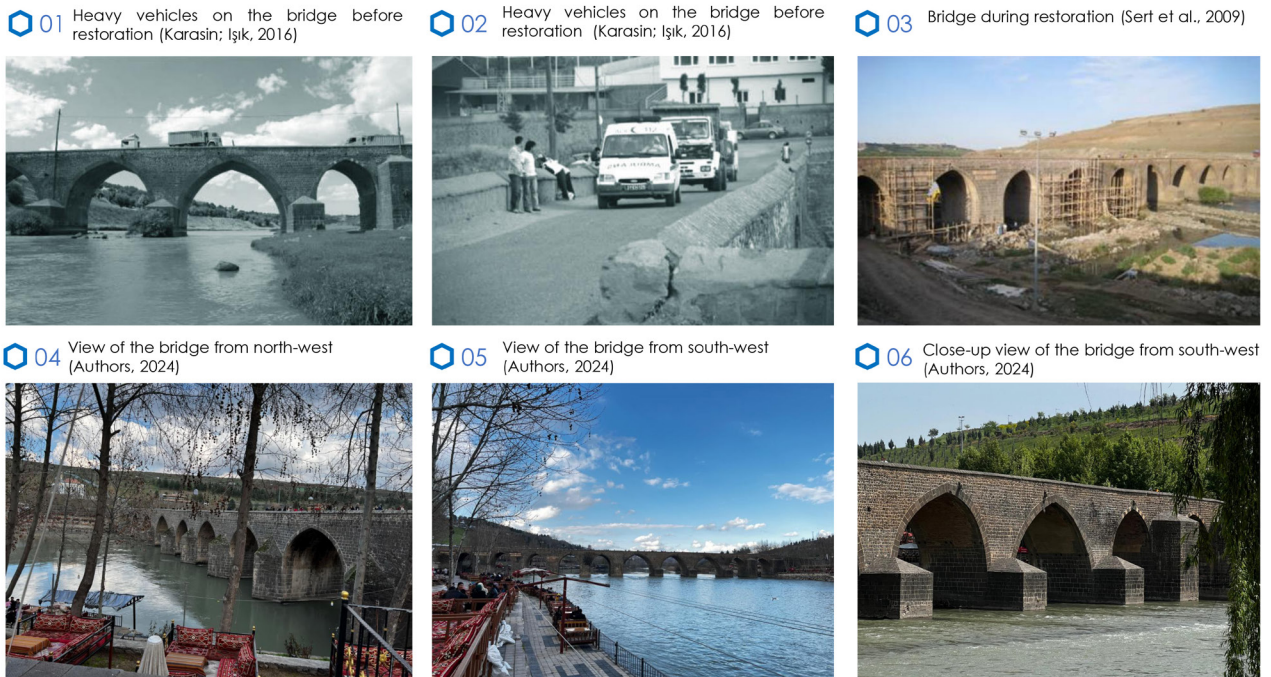 01 Heavy vehicles on the bridge before
restoration (Karasin; Işık, 2016)
02 Heavy vehicles on the bridge before
restoration (Karasin; Işık, 2016)
03 Bridge during restoration (Sert et al., 2009)
112
04 View of the bridge from north-west
(Authors, 2024)
05 View of the bridge from south-west
(Authors, 2024)
06 Close-up view of the bridge from south-west
(Authors, 2024)